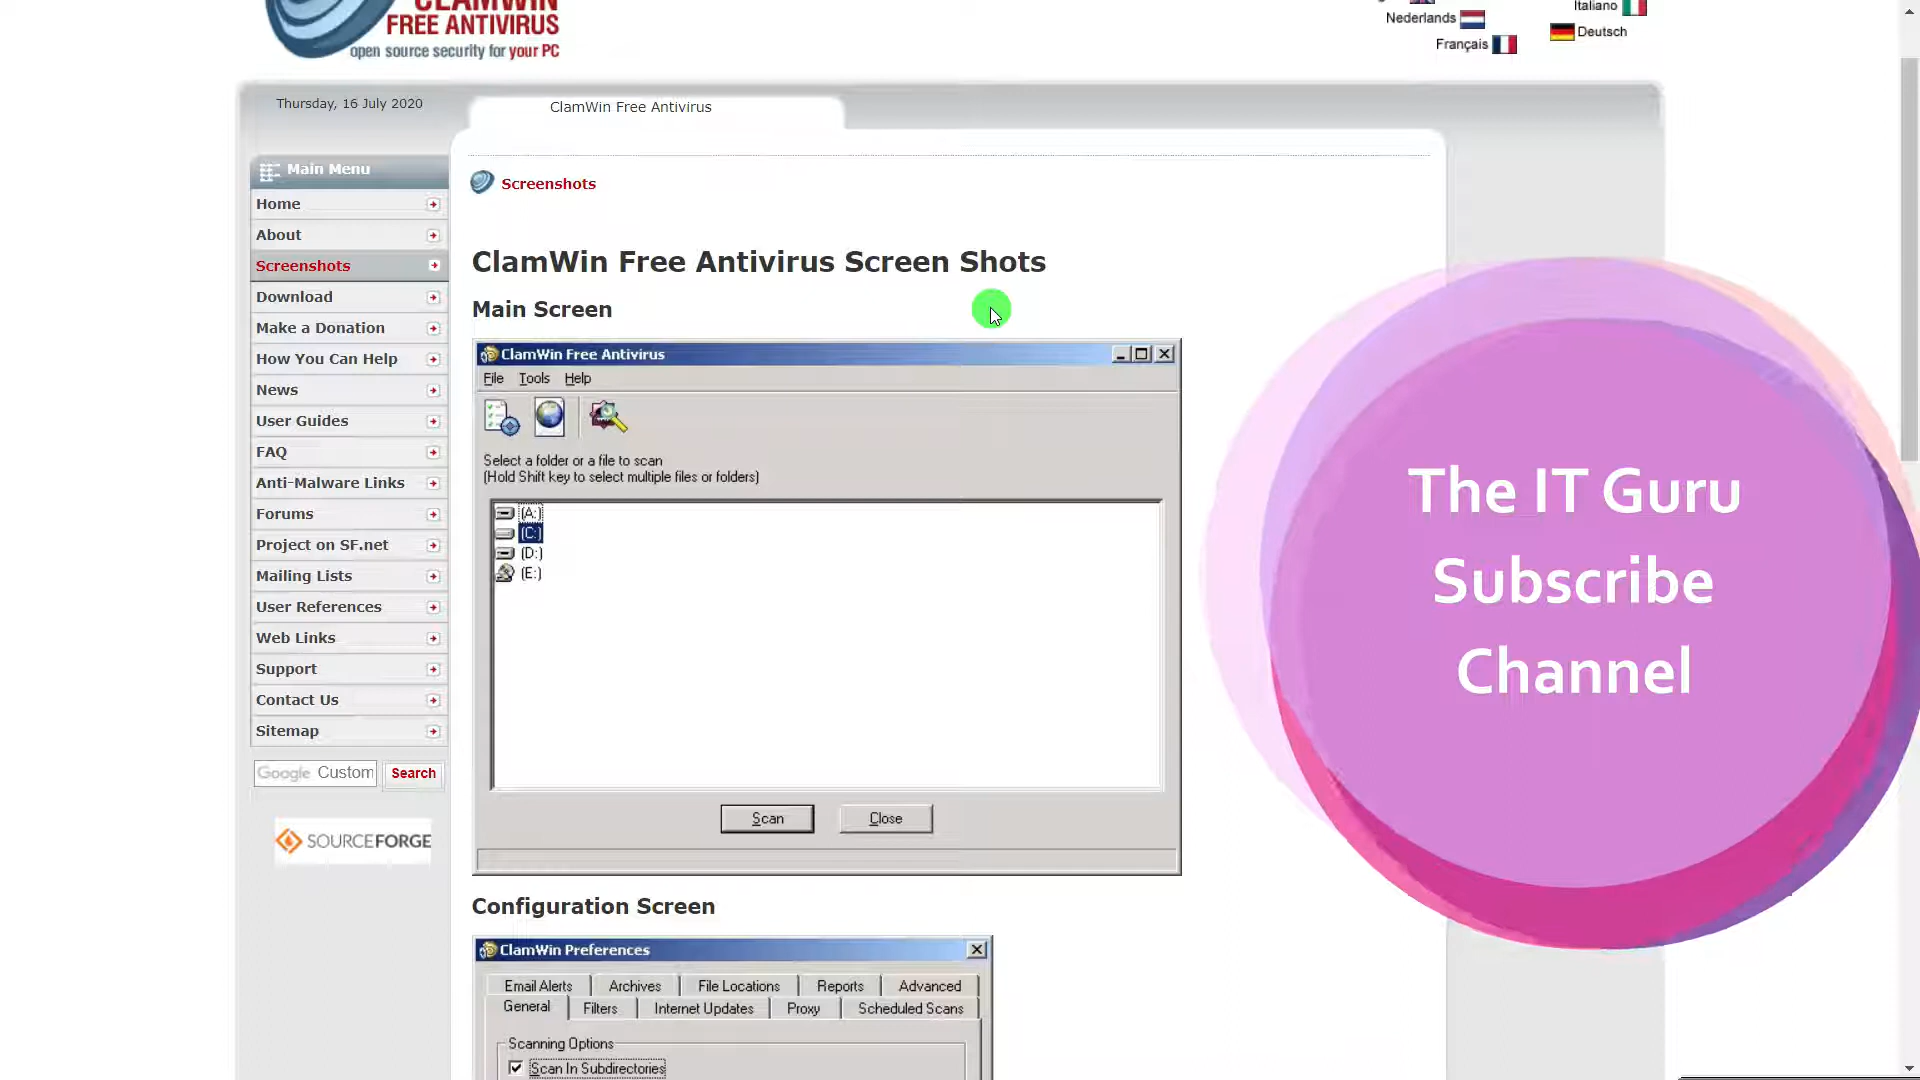 CLAMWIN
FREE ANTIVIRUS
open source security for your PC
Italiano
Nederlands
Deutsch
Français
Thursday, 16 July 2020
ClamWin Free Antivirus
Main Menu
Home
About
Screenshots
Download
Make a Donation
How You Can Help
News
User Guides
FAQ
Anti-Malware Links
Forums
Project on SF.net
Mailing Lists
User References
Web Links
Support
Contact Us
Sitemap
Google Custom
Search
SOURCEFORGE
Screenshots
ClamWin Free Antivirus Screen Shots
Main Screen
ClamWin Free Antivirus
File Tools Help
Select a folder or a file to scan
(Hold Shift key to select multiple files or folders)
(A:)
(C:)
(D:)
(E:)
Scan Close
Configuration Screen
ClamWin Preferences
Email Alerts Archives File Locations Reports Advanced
General Filters Internet Updates Proxy Scheduled Scans
Scanning Options
Scan In Subdirectories
The IT Guru
Subscribe
Channel